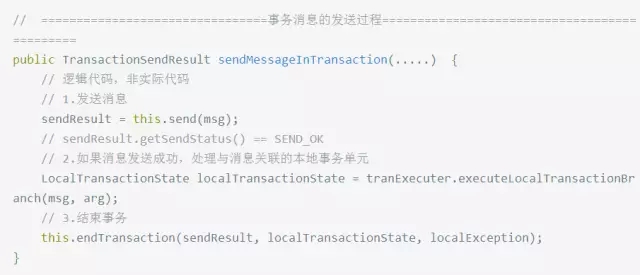 //  ================================事务消息的发送过程====================================
=========
public TransactionSendResult sendMessageInTransaction(.....)  {
    // 逻辑代码，非实际代码
    // 1.发送消息
    sendResult = this.send(msg);
    // sendResult.getSendStatus() == SEND_OK
    // 2.如果消息发送成功，处理与消息关联的本地事务单元
    LocalTransactionState localTransactionState = tranExecuter.executeLocalTransactionBr
anch(msg, arg);
    // 3.结束事务
    this.endTransaction(sendResult, localTransactionState, localException);
}